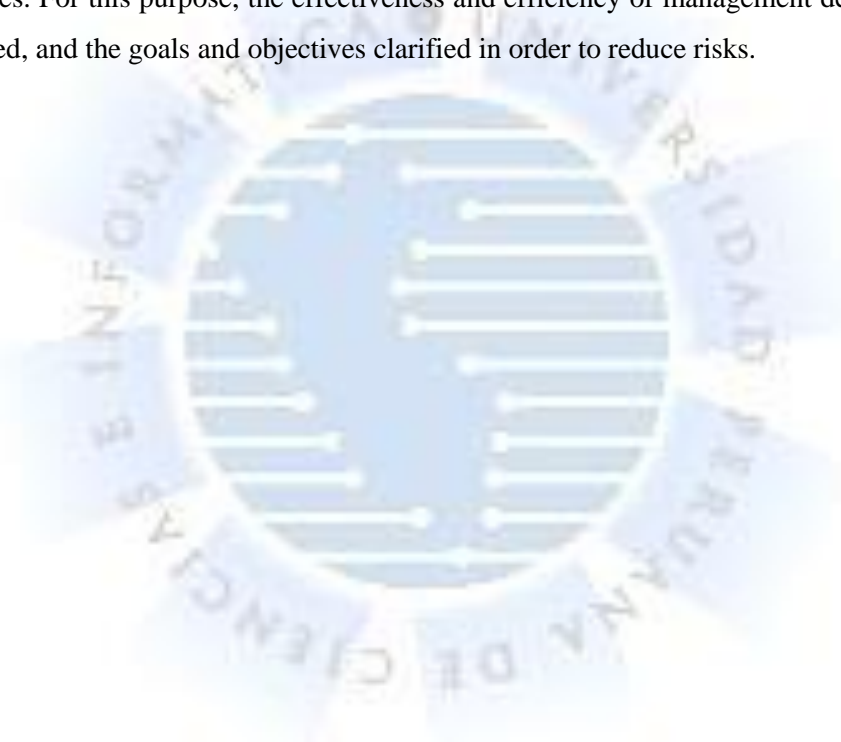 es. For this purpose, the effectiveness and efficiency of management de
ed, and the goals and objectives clarified in order to reduce risks.
UNIVERSIDAD PERUANA DE CIENCIAS E INFORMATICA